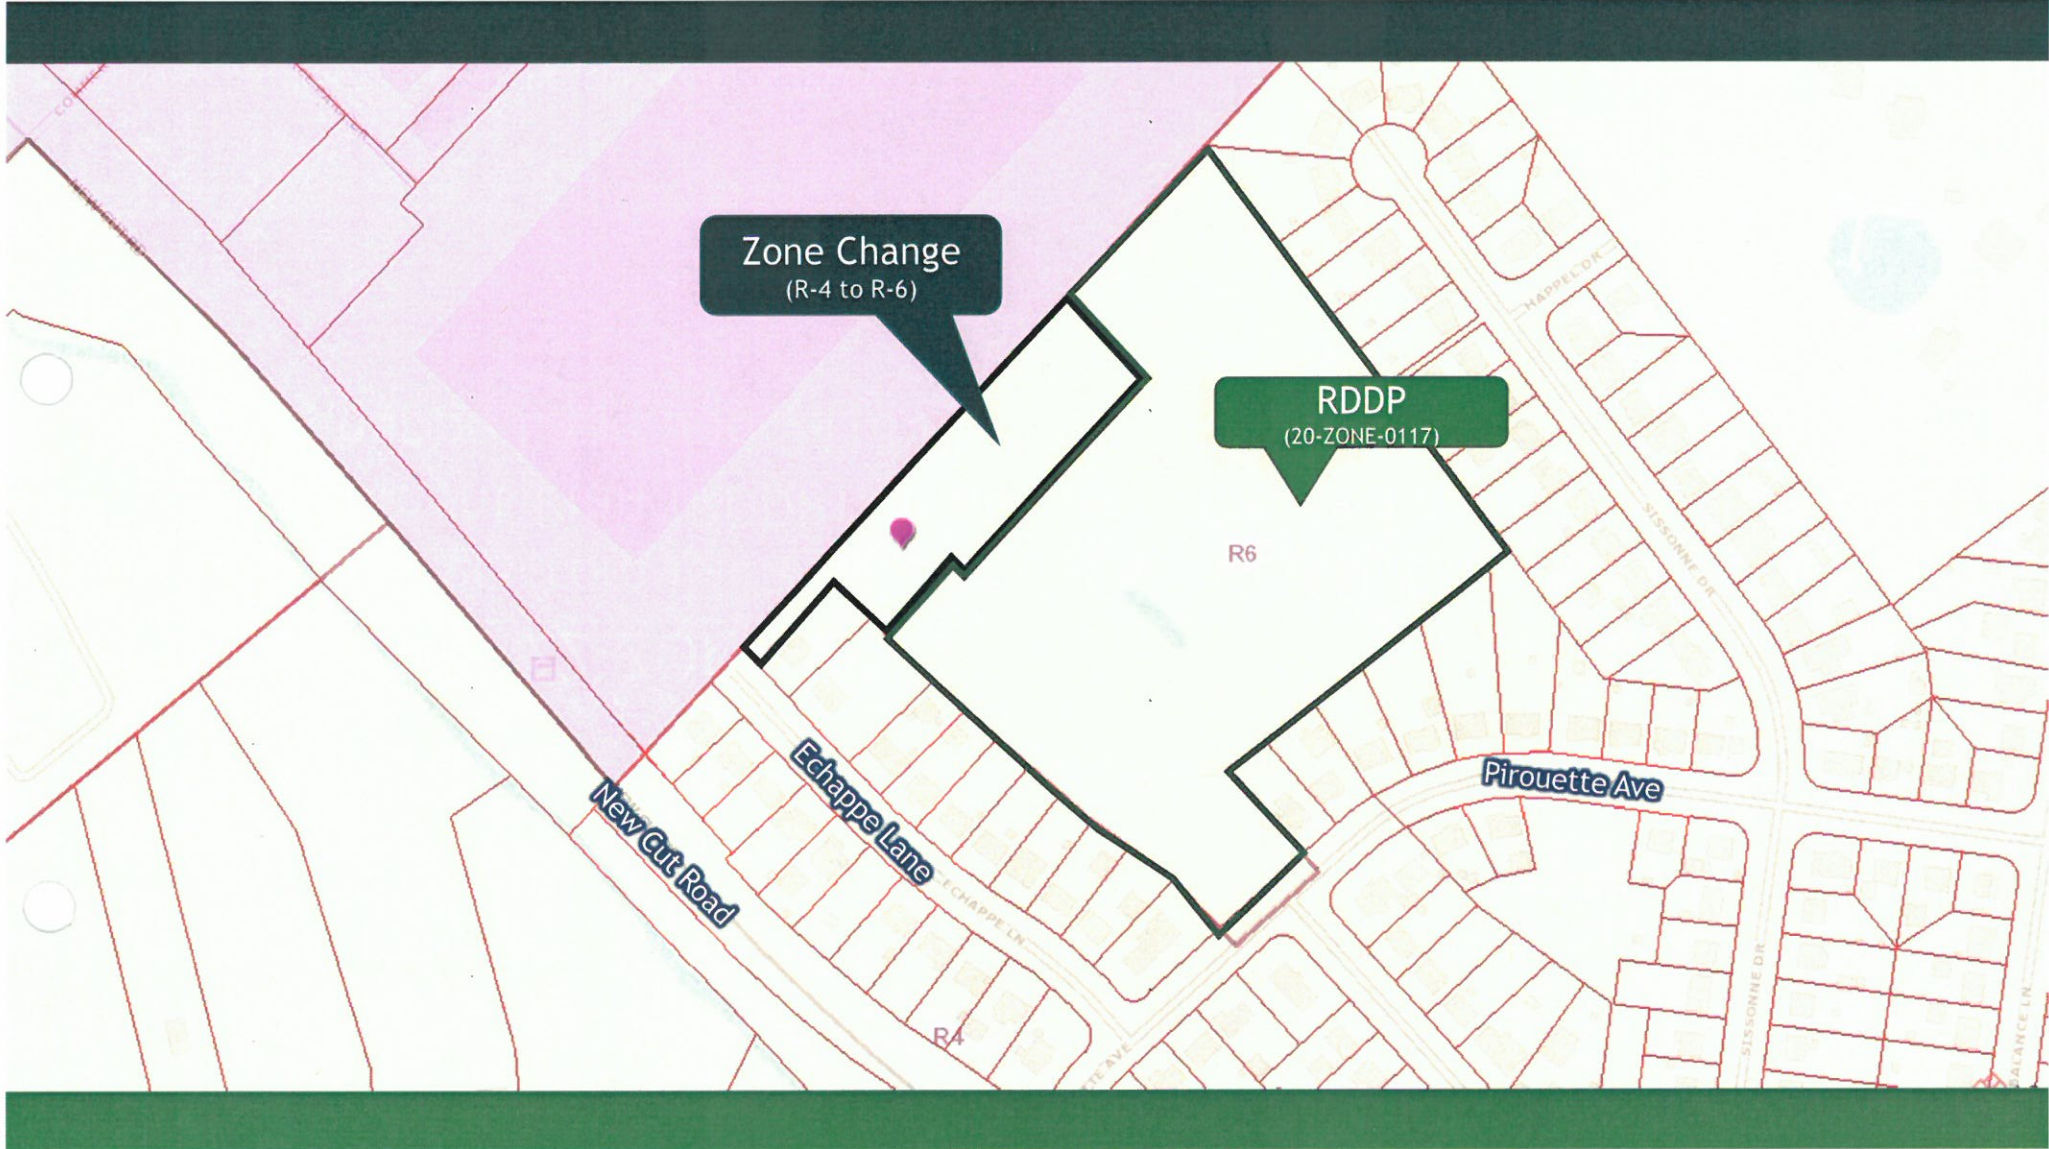 Zone Change
(R-4 to R-6)
RDDP
(20-ZONE-0117)
HAPPEL DR
SISSONNE DR
R6
Pirouette Ave
Echappe Lane
New Cut Road
ECHAPPE LN
SISSONNE DR
BALANCE LN
R4